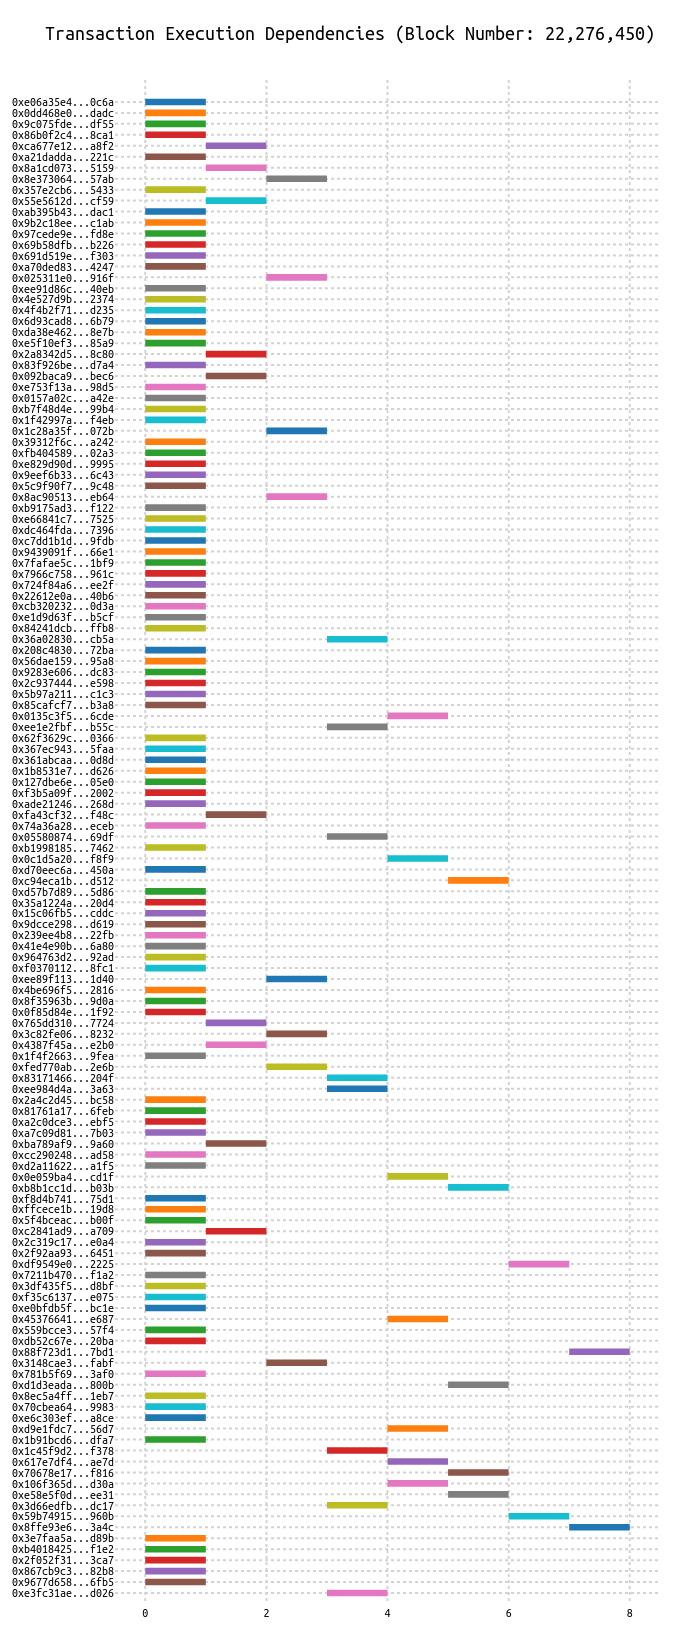 Transaction Execution Dependencies (Block Number: 22,276,450)
0xe06a35e4...0c6a
0x0dd468e0...dadc
0x9c075fde...df55
0x86b0f2c4...8ca1
0xca677e12...a8f2
0xa21dadda...221c
0x8a1cd073...5159
0x8e373064...57ab
0x357e2cb6...5433
0x55e5612d...cf59
0xab395b43...dac1
0x9b2c18ee...c1ab
0x97cede9e...fd8e
0x69b58dfb...b226
0x691d519e...f303
0xa70ded83...4247
0x025311e0...916f
0xee91d86c...40eb
0x4e527d9b...2374
0x4f4b2f71...d235
0x6d93cad8...6b79
0xda38e462...8e7b
0xe5f10ef3...85a9
0x2a8342d5...8c80
0x83f926be...d7a4
0x092baca9...bec6
0xe753f13a...98d5
0x0157a02c...a42e
0xb7f48d4e...99b4
0x1f42997a...f4eb
0x1c28a35f...072b
0x39312f6c...a242
0xfb404589...02a3
0xe829d90d...9995
0x9eef6b33...6c43
0x5c9f90f7...9c48
0x8ac90513...eb64
0xb9175ad3...f122
0xe66841c7...7525
0xdc464fda...7396
0xc7dd1b1d...9fdb
0x9439091f...66e1
0x7fafae5c...1bf9
0x7966c758...961c
0x724f84a6...ee2f
0x22612e0a...40b6
0xcb320232...0d3a
0xe1d9d63f...b5cf
0x84241dcb...ffb8
0x36a02830...cb5a
0x208c4830...72ba
0x56dae159...95a8
0x9283e606...dc83
0x2c937444...e598
0x5b97a211...c1c3
0x85cafcf7...b3a8
0x0135c3f5...6cde
0xee1e2fbf...b55c
0x62f3629c...0366
0x367ec943...5faa
0x361abcaa...0d8d
0x1b8531e7...d626
0x127dbe6e...05e0
0xf3b5a09f...2002
0xade21246...268d
0xfa43cf32...f48c
0x74a36a28...eceb
0x05580874...69df
0xb1998185...7462
0x0c1d5a20...f8f9
0xd70eec6a...450a
0xc94eca1b...d512
0xd57b7d89...5d86
0x35a1224a...20d4
0x15c06fb5...cddc
0x9dcce298...d619
0x239ee4b8...22fb
0x41e4e90b...6a80
0x964763d2...92ad
0xf0370112...8fc1
0xee89f113...1d40
0x4be696f5...2816
0x8f35963b...9d0a
0x0f85d84e...1f92
0x765dd310...7724
0x3c82fe06...8232
0x4387f45a...e2b0
0x1f4f2663...9fea
0xfed770ab...2e6b
0x83171466...204f
0xee984d4a...3a63
0x2a4c2d45...bc58
0x81761a17...6feb
0xa2c0dce3...ebf5
0xa7c09d81...7b03
0xba789af9...9a60
0xcc290248...ad58
0xd2a11622...a1f5
0x0e059ba4...cd1f
0xb8b1cc1d...b03b
0xf8d4b741...75d1
0xffcece1b...19d8
0x5f4bceac...b00f
0xc2841ad9...a709
0x2c319c17...e0a4
0x2f92aa93...6451
0xdf9549e0...2225
0x7211b470...f1a2
0x3df435f5...d8bf
0xf35c6137...e075
0xe0bfdb5f...bc1e
0x45376641...e687
0x559bcce3...57f4
0xdb52c67e...20ba
0x88f723d1...7bd1
0x3148cae3...fabf
0x781b5f69...3af0
0xd1d3eada...800b
0x8ec5a4ff...1eb7
0x70cbea64...9983
0xe6c303ef...a8ce
0xd9e1fdc7...56d7
0x1b91bcd6...dfa7
0x1c45f9d2...f378
0x617e7df4...ae7d
0x70678e17...f816
0x106f365d...d30a
0xe58e5f0d...ee31
0x3d66edfb...dc17
0x59b74915...960b
0x8ffe93e6...3a4c
0x3e7faa5a...d89b
0xb4018425...f1e2
0x2f052f31...3ca7
0x867cb9c3...82b8
0x9677d658...6fb5
0xe3fc31ae...d026
0 2 4 6 8